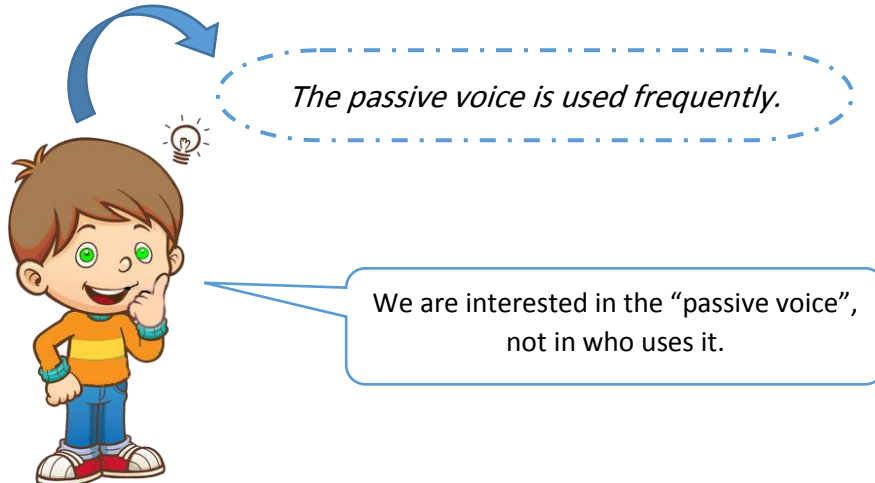 The passive voice is used frequently.
We are interested in the “passive voice”,
not in who uses it.